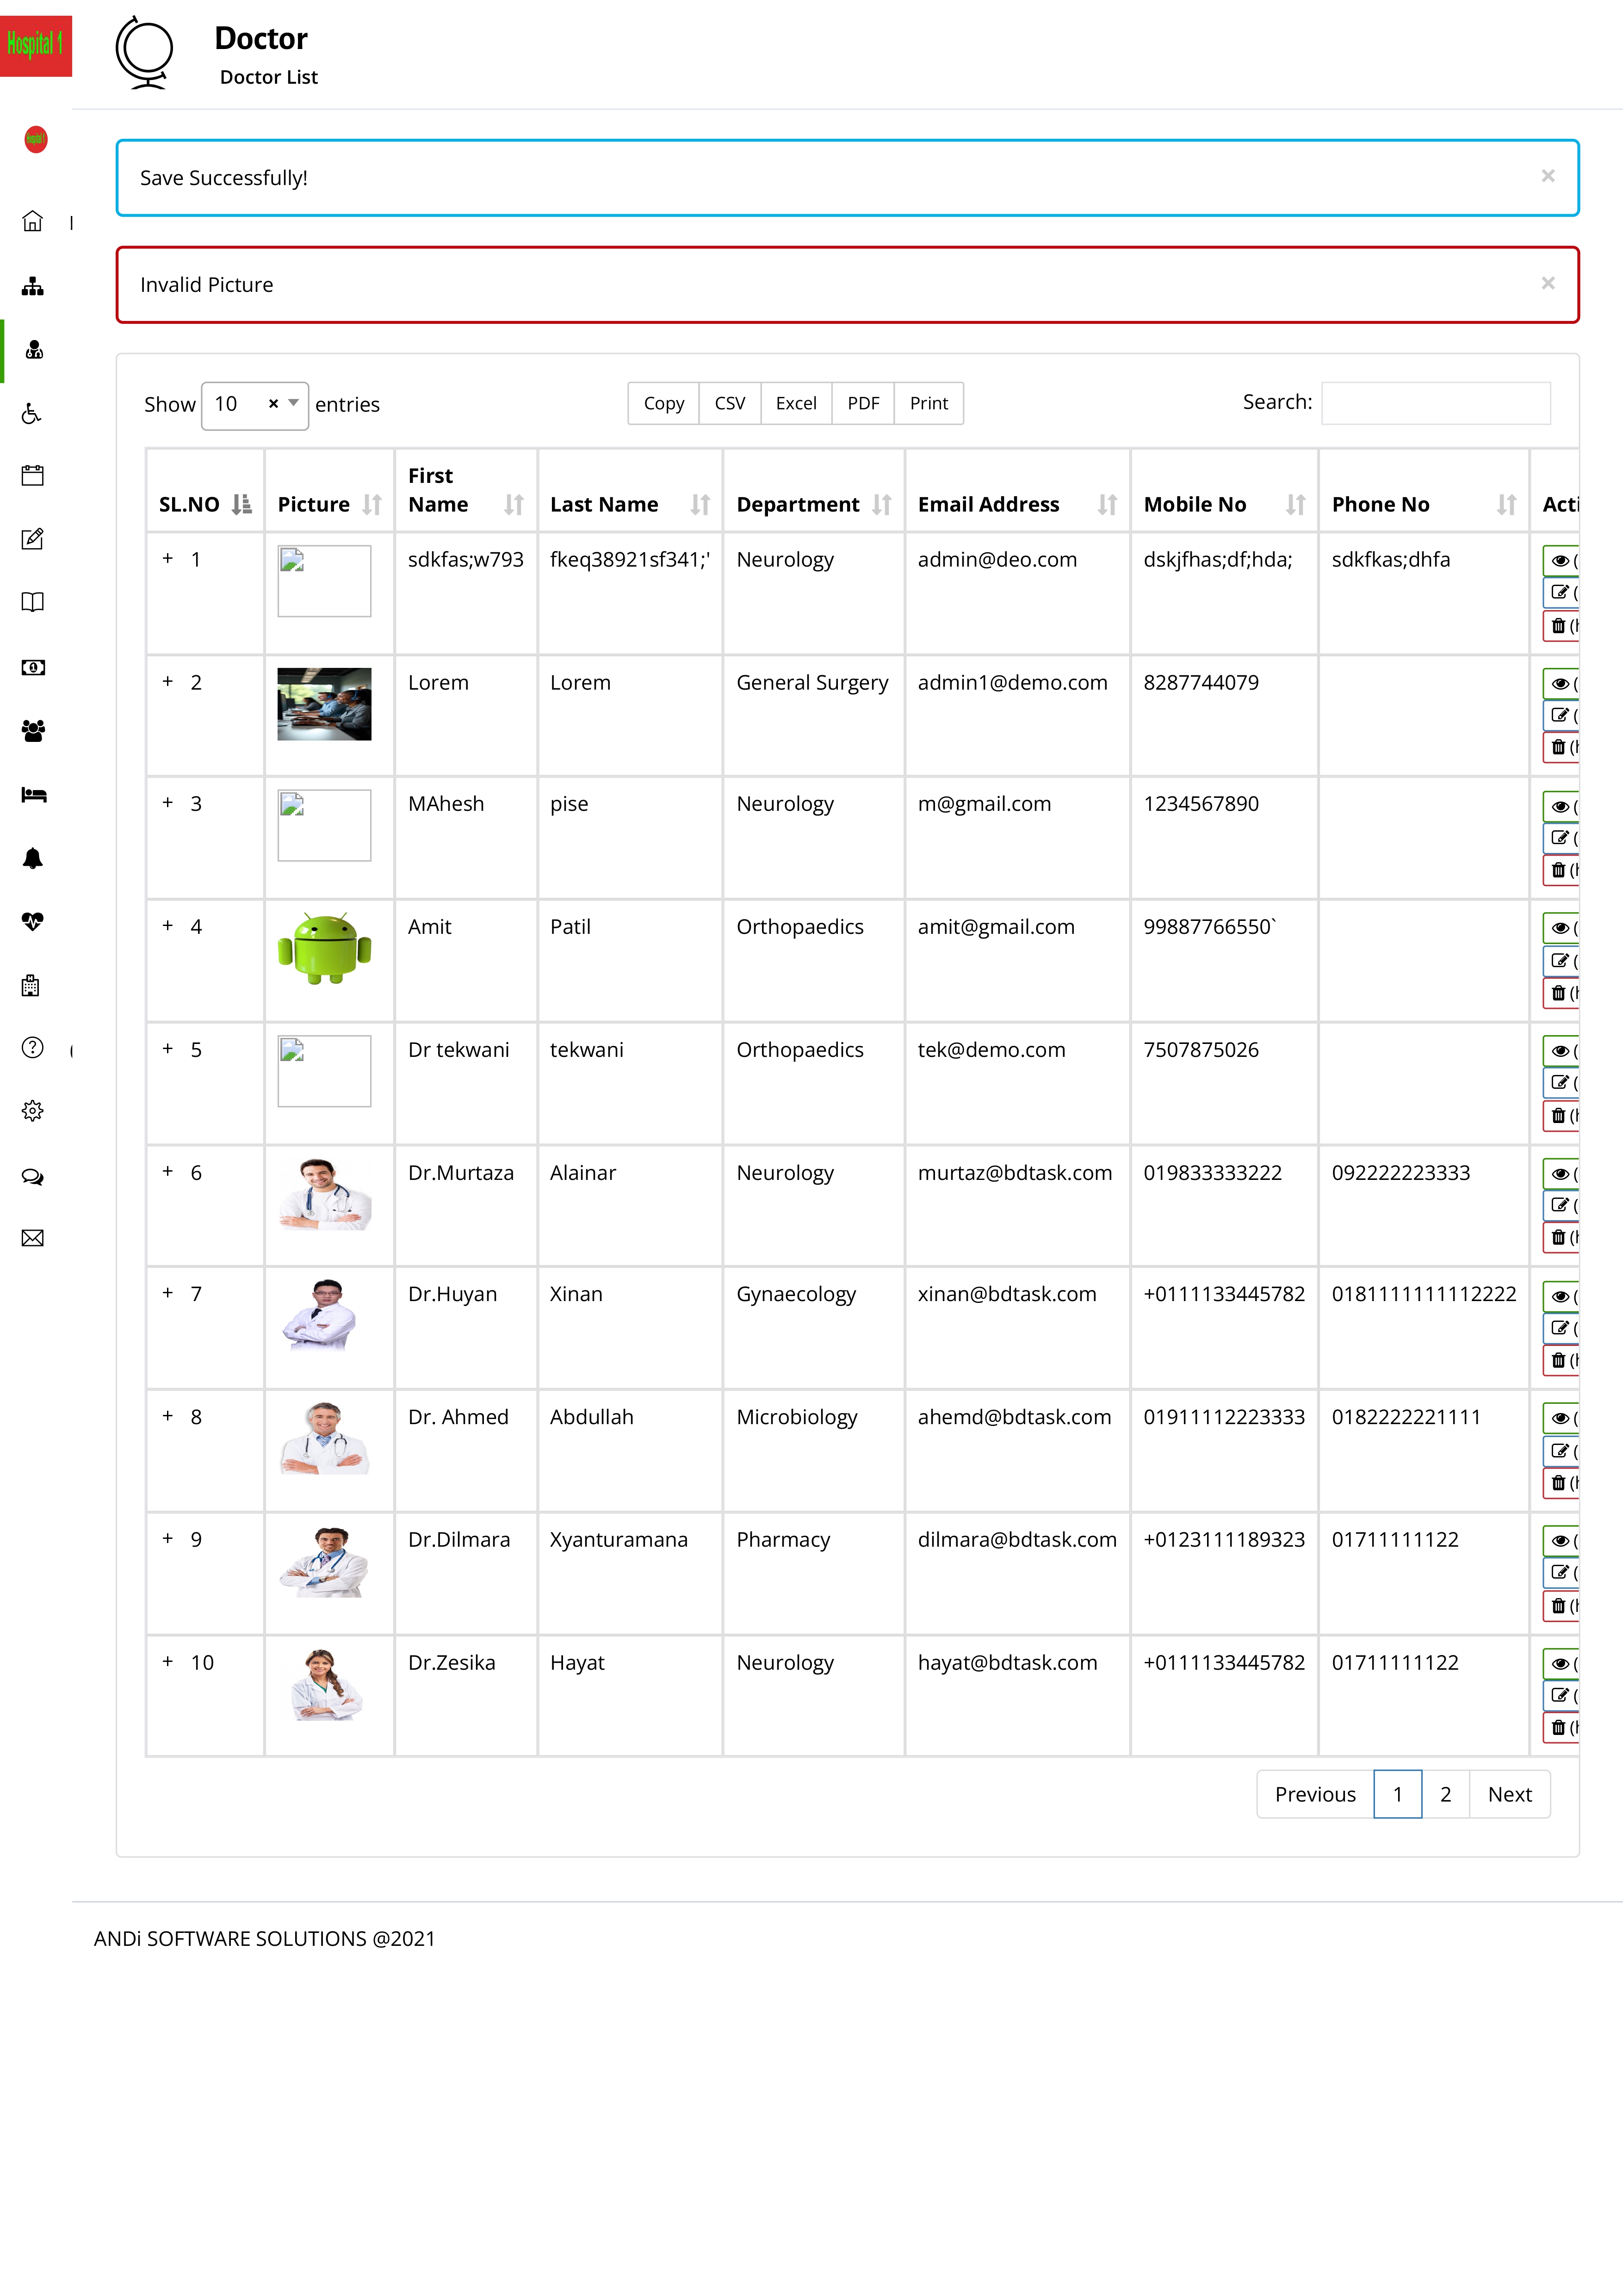 Hospital 1
Doctor
Doctor List
Hospital 1
Save Successfully! ×
Invalid Picture ×
Show 10 × entries Copy CSV Excel PDF Print Search:
SL.NO Picture First Name Last Name Department Email Address Mobile No Phone No Acti
+ 1 sdkfas;w793 fkeq38921sf341;' Neurology admin@deo.com dskjfhas;df;hda; sdkfkas;dhfa
+ 2 Lorem Lorem General Surgery admin1@demo.com 8287744079
+ 3 MAhesh pise Neurology m@gmail.com 1234567890
+ 4 Amit Patil Orthopaedics amit@gmail.com 99887766550`
+ 5 Dr tekwani tekwani Orthopaedics tek@demo.com 7507875026
+ 6 Dr.Murtaza Alainar Neurology murtaz@bdtask.com 019833333222 092222223333
+ 7 Dr.Huyan Xinan Gynaecology xinan@bdtask.com +0111133445782 0181111111112222
+ 8 Dr. Ahmed Abdullah Microbiology ahemd@bdtask.com 01911112223333 0182222221111
+ 9 Dr.Dilmara Xyanturamana Pharmacy dilmara@bdtask.com +0123111189323 01711111122
+ 10 Dr.Zesika Hayat Neurology hayat@bdtask.com +0111133445782 01711111122
Previous 1 2 Next
ANDi SOFTWARE SOLUTIONS @2021